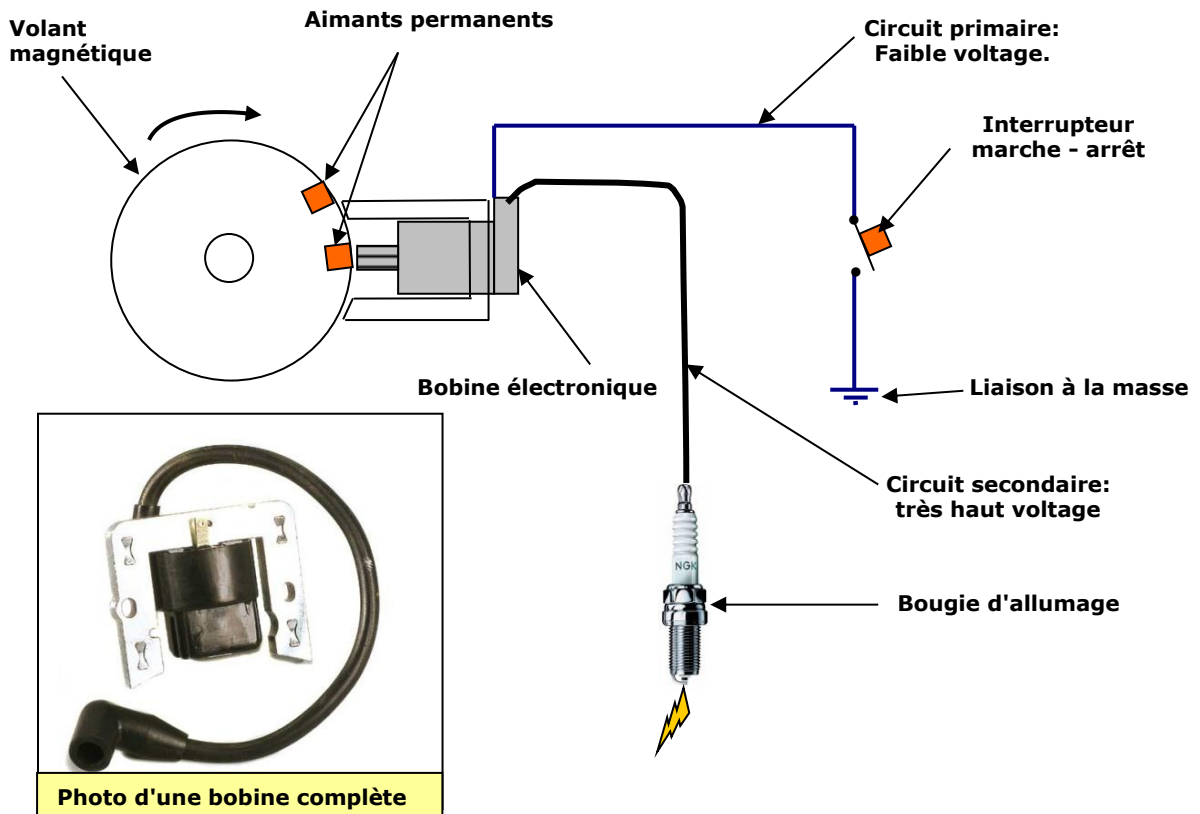 Volant
magnétique
Aimants permanents
Circuit primaire:
Faible voltage.
Interrupteur
marche - arrêt
Bobine électronique
Liaison à la masse
Circuit secondaire:
très haut voltage
NGK
Bougie d'allumage
Photo d'une bobine complète